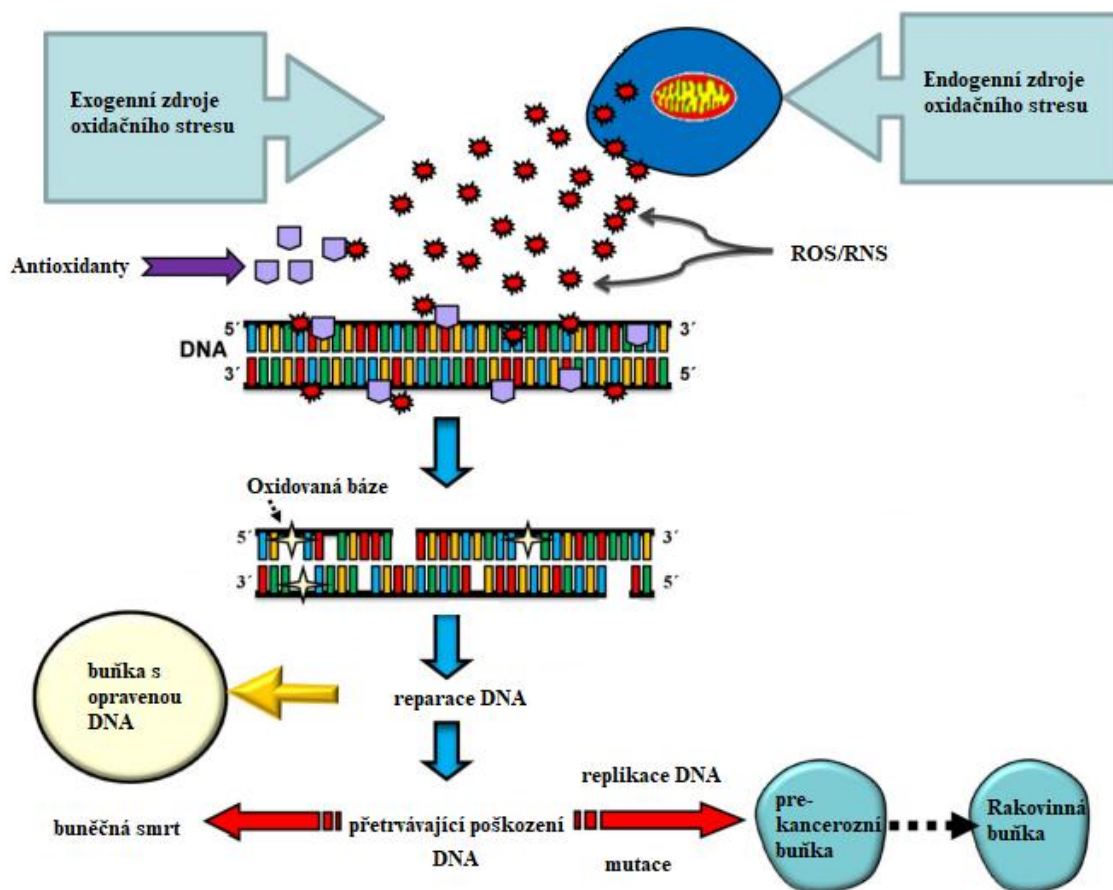 Exogenní zdroje
oxidačního stresu
Endogenní zdroje
oxidačního stresu
Antioxidanty
ROS/RNS
5´ 3´
DNA
3´ 5´
Oxidovaná báze
5´ 3´
3´ 5´
buňka s
opravenou
DNA
reparace DNA
replikace DNA
buněčná smrt
přetrvávající poškození
DNA
mutace
pre-
kancerozní
buňka
Rakovinná
buňka